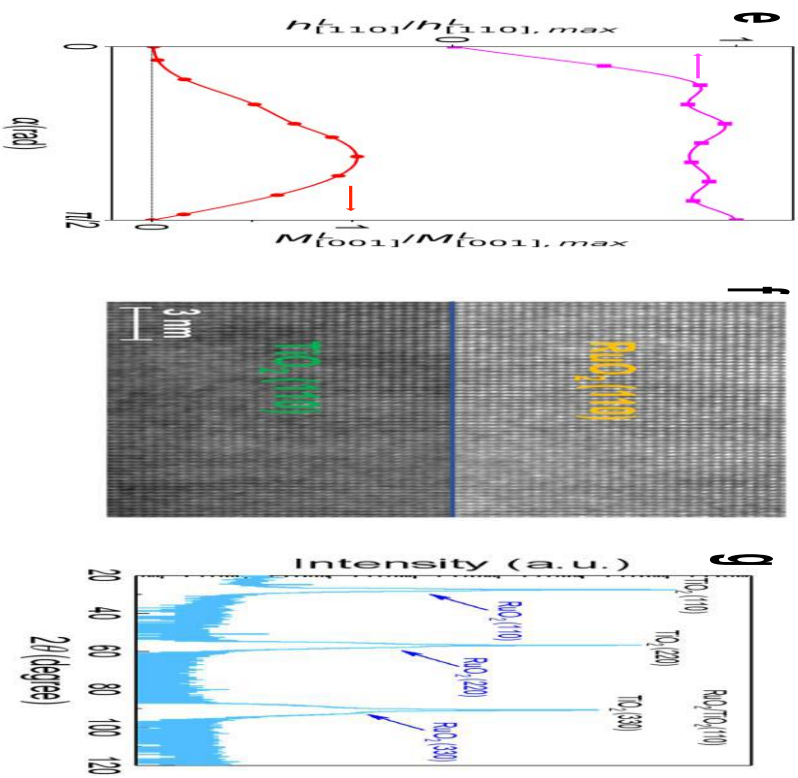 e
h^L_[110]/h^L_[110], max
0
1
0
α(rad)
π/2
0
1
M^L_[001]/M^L_[001], max
f
RuO₂(110)
TiO₂(110)
3 nm
g
Intensity (a.u.)
RuO₂/TiO₂(110)
TiO₂(110)
TiO₂(220)
TiO₂(330)
RuO₂(110)
RuO₂(220)
RuO₂(330)
20
40
60
80
100
120
2θ(degree)